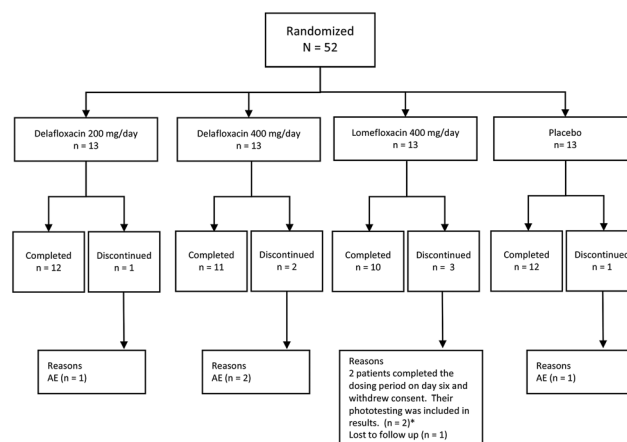 Randomized
N = 52
Delafloxacin 200 mg/day
n = 13
Delafloxacin 400 mg/day
n = 13
Lomefloxacin 400 mg/day
n = 13
Placebo
n= 13
Completed
n = 12
Discontinued
n = 1
Completed
n = 11
Discontinued
n = 2
Completed
n = 10
Discontinued
n = 3
Completed
n = 12
Discontinued
n = 1
Reasons
AE (n = 1)
Reasons
AE (n = 2)
Reasons
2 patients completed the
dosing period on day six and
withdrew consent. Their
phototesting was included in
results. (n = 2)*
Lost to follow up (n = 1)
Reasons
AE (n = 1)